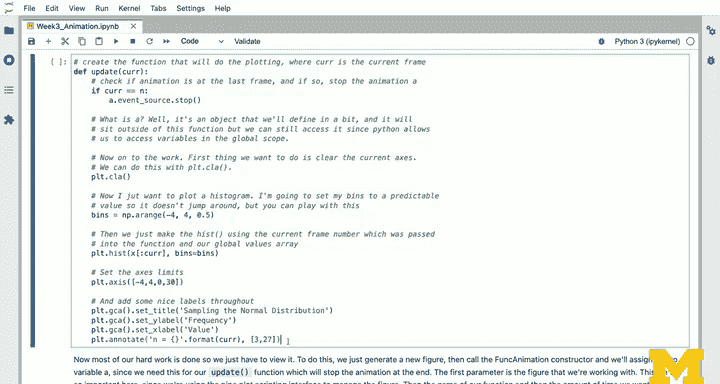 File Edit View Run Kernel Tabs Settings Help
Week3_Animation.ipynb
Code Validate Python 3 (ipykernel)
[ ]: # create the function that will do the plotting, where curr is the current frame
def update(curr):
# check if animation is at the last frame, and if so, stop the animation a
if curr == n:
a.event_source.stop()
# What is a? Well, it's an object that we'll define in a bit, and it will
# sit outside of this function but we can still access it since python allows
# us to access variables in the global scope.
# Now on to the work. First thing we want to do is clear the current axes.
# We can do this with plt.cla().
plt.cla()
# Now I jut want to plot a histogram. I'm going to set my bins to a predictable
# value so it doesn't jump around, but you can play with this
bins = np.arange(-4, 4, 0.5)
# Then we just make the hist() using the current frame number which was passed
# into the function and our global values array
plt.hist(x[:curr], bins=bins)
# Set the axes limits
plt.axis([-4,4,0,30])
# And add some nice labels throughout
plt.gca().set_title('Sampling the Normal Distribution')
plt.gca().set_ylabel('Frequency')
plt.gca().set_xlabel('Value')
plt.annotate('n = {}'.format(curr), [3,27])
Now most of our hard work is done so we just have to view it. To do this, we just generate a new figure, then call the FuncAnimation constructor and we'll assign
variable a, since we need this for our update() function which will stop the animation at the end. The first parameter is the figure that we're working with. This
M